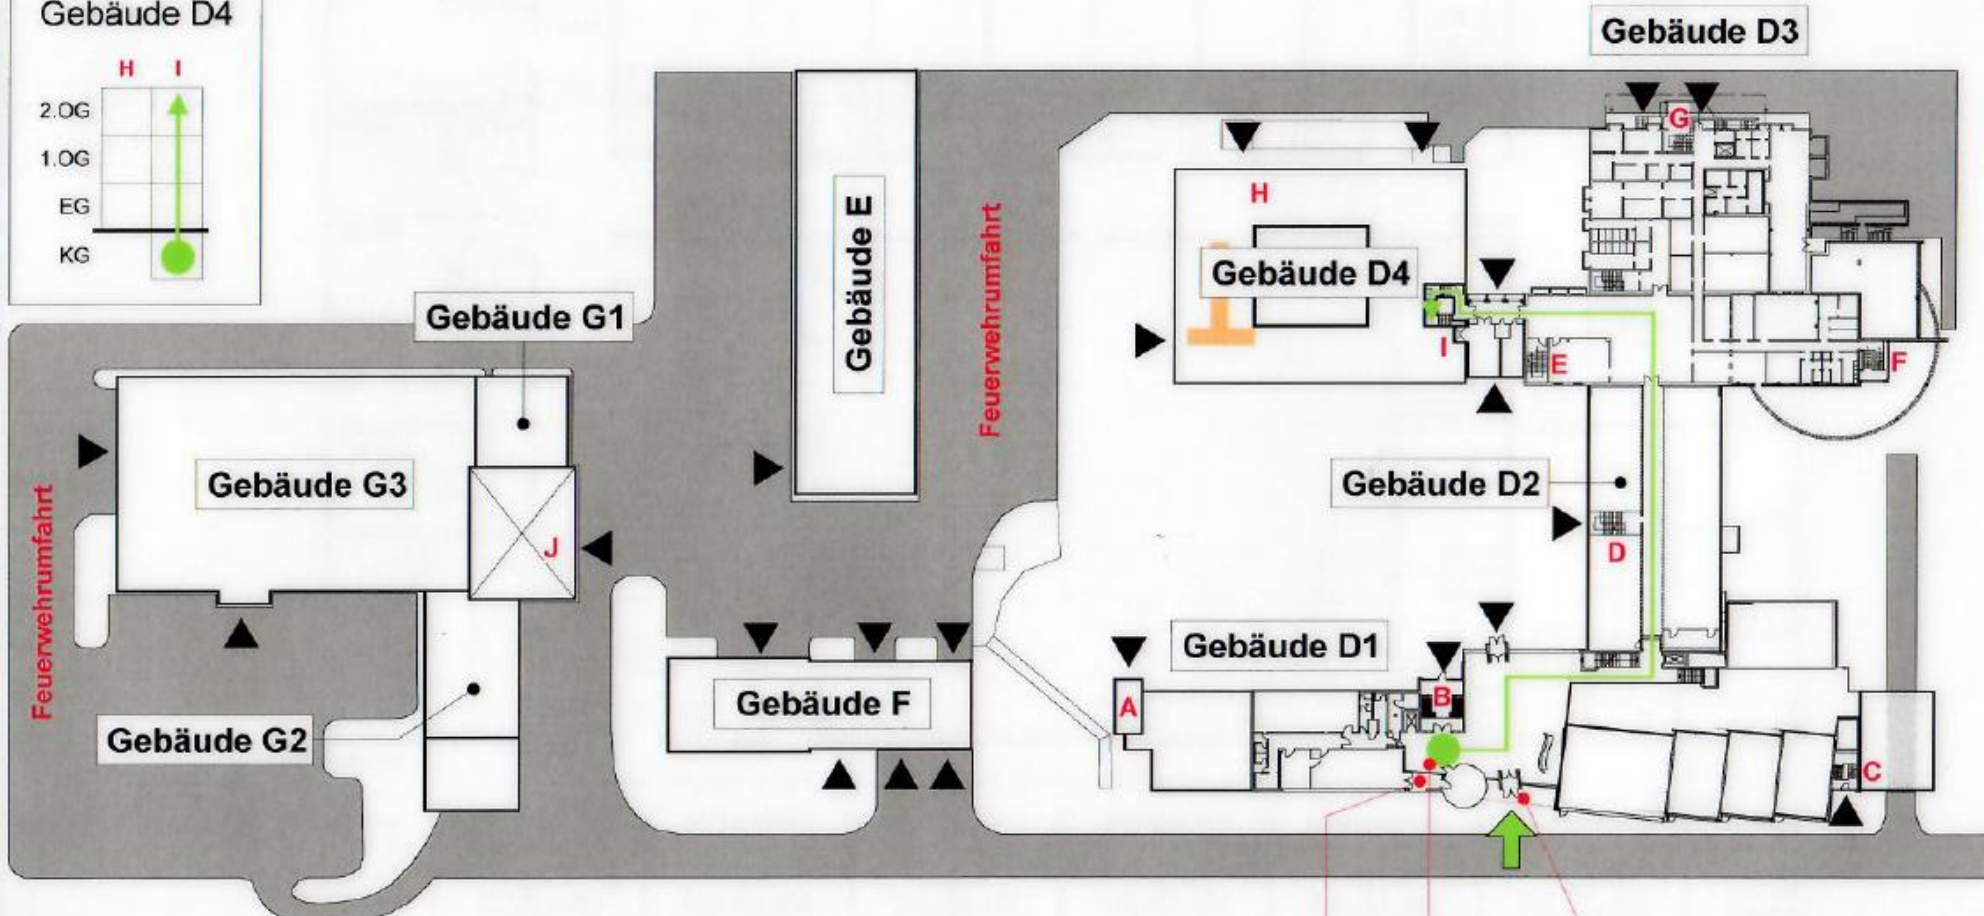 Gebäude D4
H I
2.OG
1.OG
EG
KG
Gebäude D3
G
H
Gebäude E
Feuerwehrumfahrt
Gebäude D4
Gebäude G1
I
E
F
Gebäude G3
Gebäude D2
Feuerwehrumfahrt
J
D
Gebäude D1
Gebäude F
A
B
Gebäude G2
C